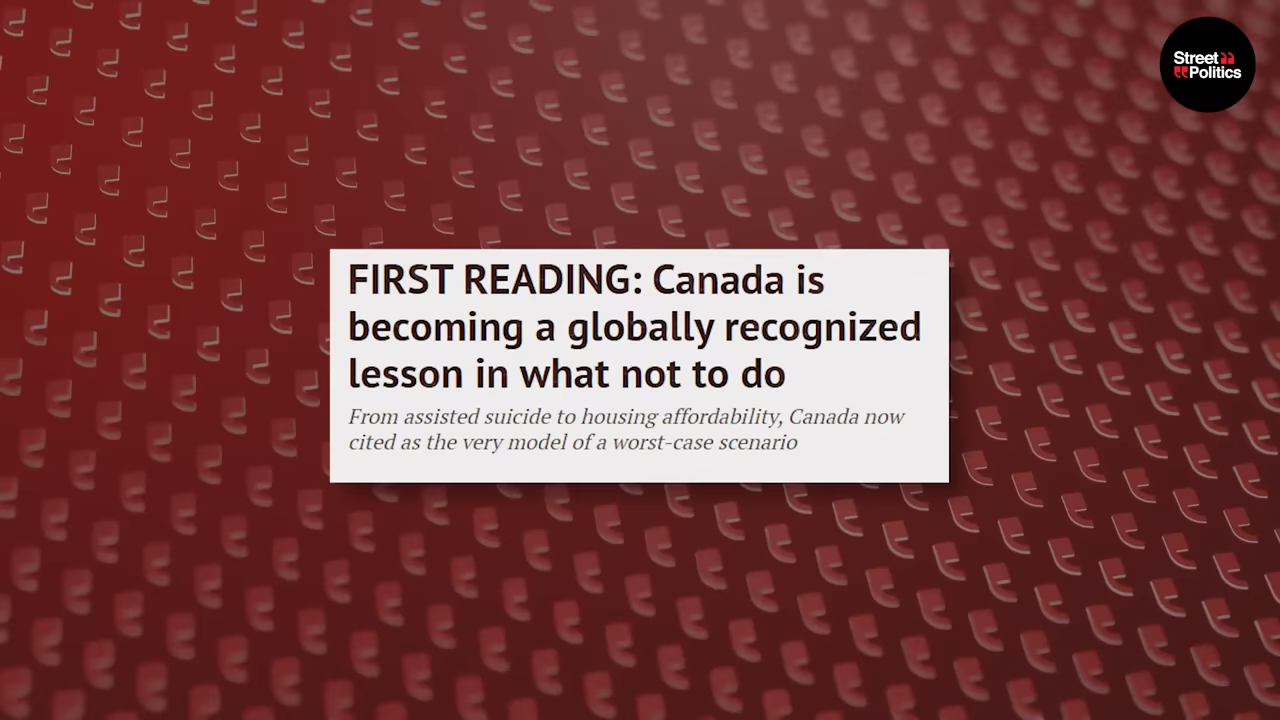 Street
Politics
FIRST READING: Canada is
becoming a globally recognized
lesson in what not to do
From assisted suicide to housing affordability, Canada now
cited as the very model of a worst-case scenario